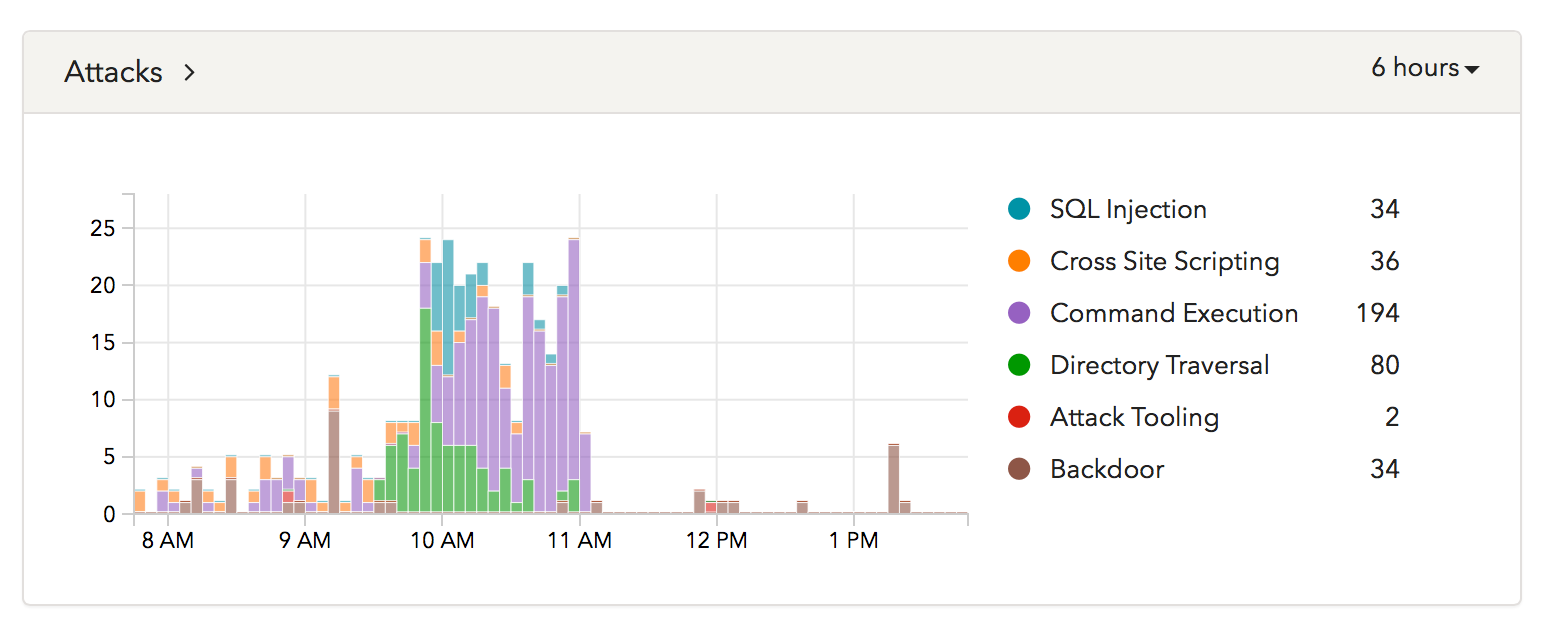 Attacks
6 hours
25
20
15
10
5
0
8 AM 9 AM 10 AM 11 AM 12 PM 1 PM
SQL Injection 34
Cross Site Scripting 36
Command Execution 194
Directory Traversal 80
Attack Tooling 2
Backdoor 34